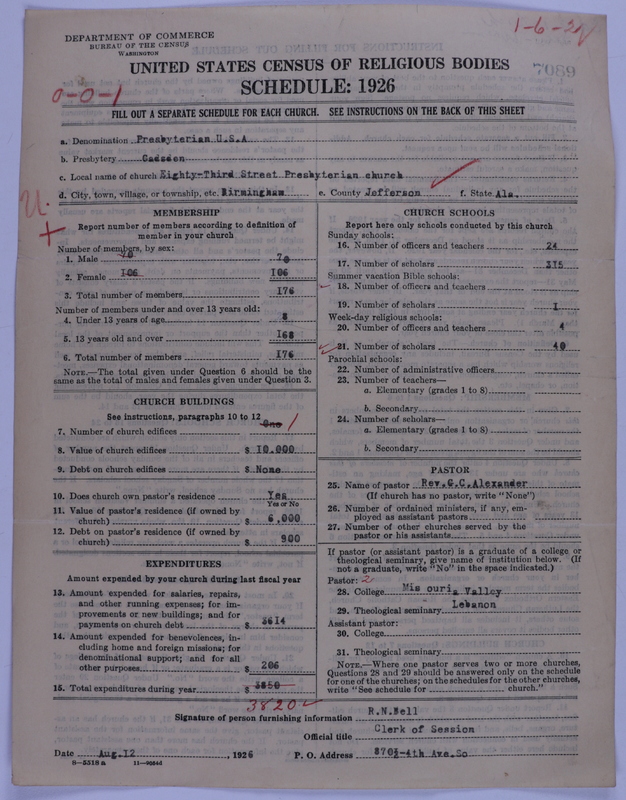 DEPARTMENT OF COMMERCE
BUREAU OF THE CENSUS
WASHINGTON
1-6-2
7089
UNITED STATES CENSUS OF RELIGIOUS BODIES
SCHEDULE: 1926
0-0-1
FILL OUT A SEPARATE SCHEDULE FOR EACH CHURCH. SEE INSTRUCTIONS ON THE BACK OF THIS SHEET
a. Denomination Presbyterian U.S.A.
b. Presbytery Gadsden
c. Local name of church Eighty-Third Street Presbyterian church
d. City, town, village, or township, etc. Birmingham e. County Jefferson f. State Ala.
U.
MEMBERSHIP
Report number of members according to definition of
member in your church
Number of members, by sex:
1. Male 70 70
2. Female 106 106
3. Total number of members 176
Number of members under and over 13 years old:
4. Under 13 years of age 8
5. 13 years old and over 168
6. Total number of members 176
NOTE.—The total given under Question 6 should be the
same as the total of males and females given under Question 3.
CHURCH BUILDINGS
See instructions, paragraphs 10 to 12
7. Number of church edifices One 1
8. Value of church edifices $ 10.000
9. Debt on church edifices $ None
10. Does church own pastor's residence Yes
Yes or No
11. Value of pastor's residence (if owned by
church) $ 6,000
12. Debt on pastor's residence (if owned by
church) 900
EXPENDITURES
Amount expended by your church during last fiscal year
13. Amount expended for salaries, repairs,
and other running expenses; for im-
provements or new buildings; and for
payments on church debt $ 3614
14. Amount expended for benevolences, in-
cluding home and foreign missions; for
denominational support; and for all
other purposes $ 206
15. Total expenditures during year $ 3850
3820
CHURCH SCHOOLS
Report here only schools conducted by this church
Sunday schools:
16. Number of officers and teachers 24
17. Number of scholars 315
Summer vacation Bible schools:
18. Number of officers and teachers
19. Number of scholars 1
Week-day religious schools:
20. Number of officers and teachers 4
21. Number of scholars 40
Parochial schools:
22. Number of administrative officers
23. Number of teachers—
a. Elementary (grades 1 to 8)
b. Secondary
24. Number of scholars—
a. Elementary (grades 1 to 8)
b. Secondary
PASTOR
25. Name of pastor Rev.G.C.Alexander
(If church has no pastor, write "None")
26. Number of ordained ministers, if any, em-
ployed as assistant pastors
27. Number of other churches served by the
pastor or his assistants
If pastor (or assistant pastor) is a graduate of a college or
theological seminary, give name of institution below. (If
not a graduate, write "No" in the space indicated.)
Pastor: 2
28. College Mis ouri Valley
29. Theological seminary Lebanon
Assistant pastor:
30. College
31. Theological seminary
NOTE.—Where one pastor serves two or more churches,
Questions 28 and 29 should be answered only on the schedule
for one of the churches; on the schedules for the other churches,
write "See schedule for church."
Signature of person furnishing information R.N.Bell
Official title Clerk of Session
Date Aug.12 , 1926 P. O. Address 8703-4th Ave.So
8-5518 a